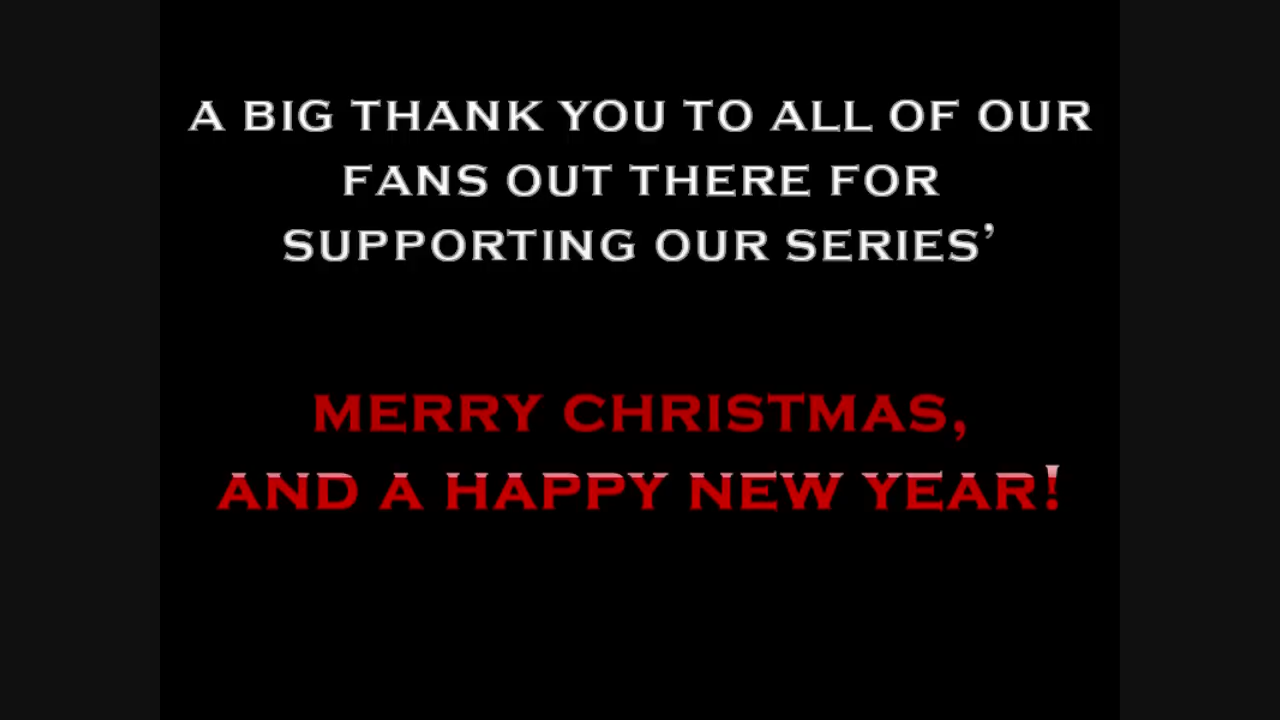 A BIG THANK YOU TO ALL OF OUR
FANS OUT THERE FOR
SUPPORTING OUR SERIES’
MERRY CHRISTMAS,
AND A HAPPY NEW YEAR!